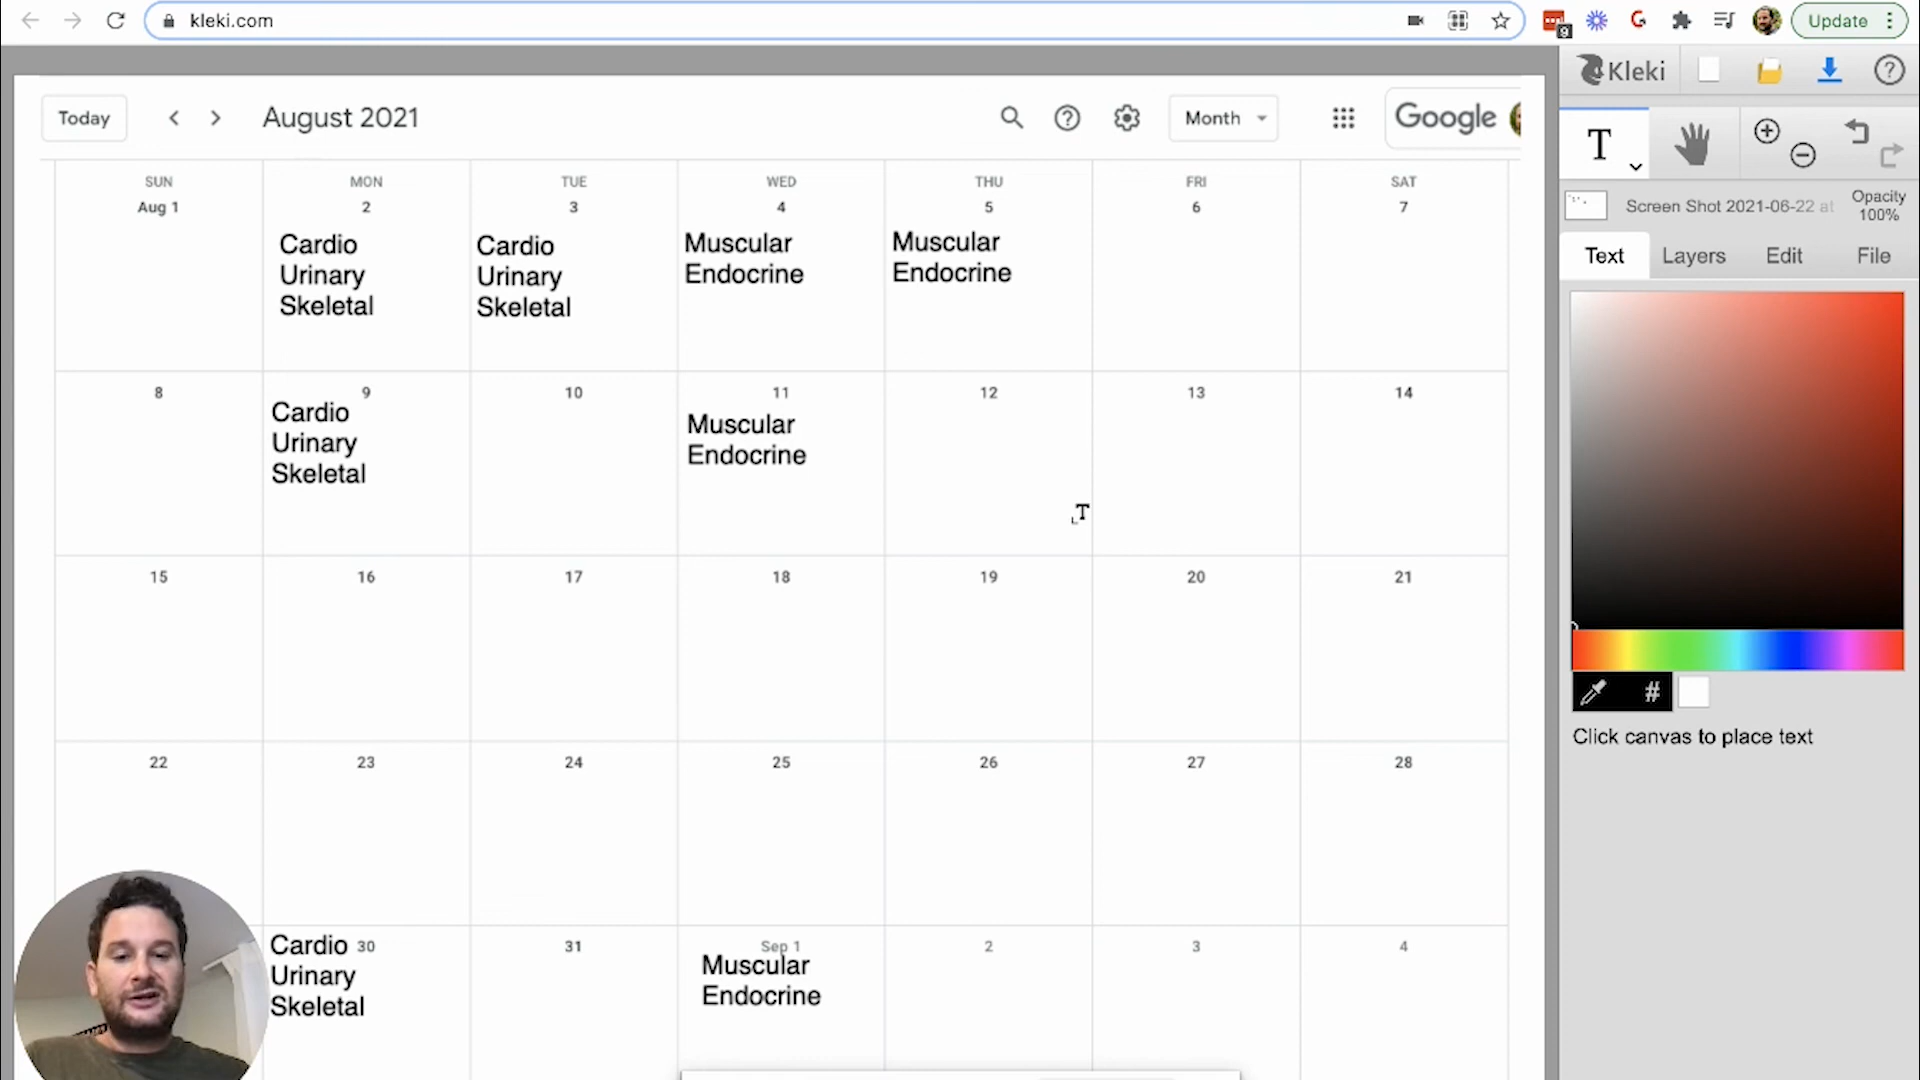 kleki.com
9
Update
Kleki
Today
August 2021
Month
Google
T
Screen Shot 2021-06-22 at
Opacity
100%
Text Layers Edit File
SUN MON TUE WED THU FRI SAT
Aug 1 2 3 4 5 6 7
Cardio
Urinary
Skeletal
Cardio
Urinary
Skeletal
Muscular
Endocrine
Muscular
Endocrine
8 9 10 11 12 13 14
Cardio
Urinary
Skeletal
Muscular
Endocrine
T
15 16 17 18 19 20 21
22 23 24 25 26 27 28
30 31 Sep 1 2 3 4
Cardio
Urinary
Skeletal
Muscular
Endocrine
#
Click canvas to place text